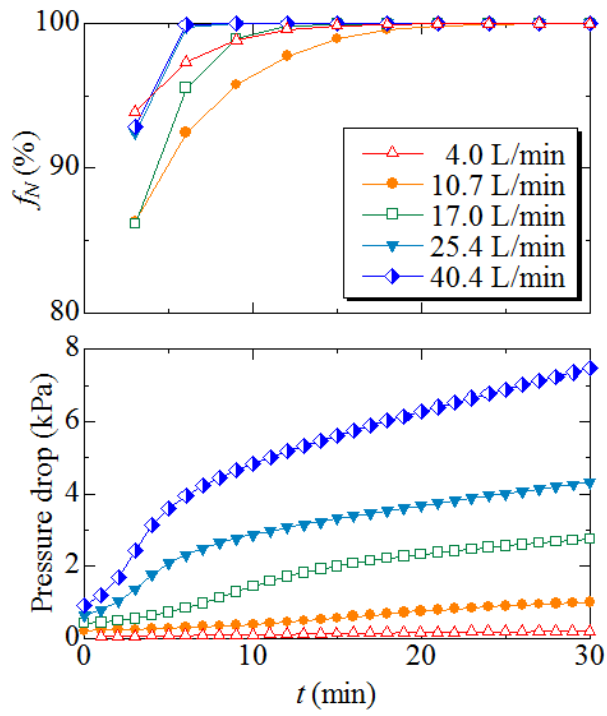 100
90
80
f_N (%)
4.0 L/min
10.7 L/min
17.0 L/min
25.4 L/min
40.4 L/min
8
6
4
2
0
Pressure drop (kPa)
0 10 20 30
t (min)